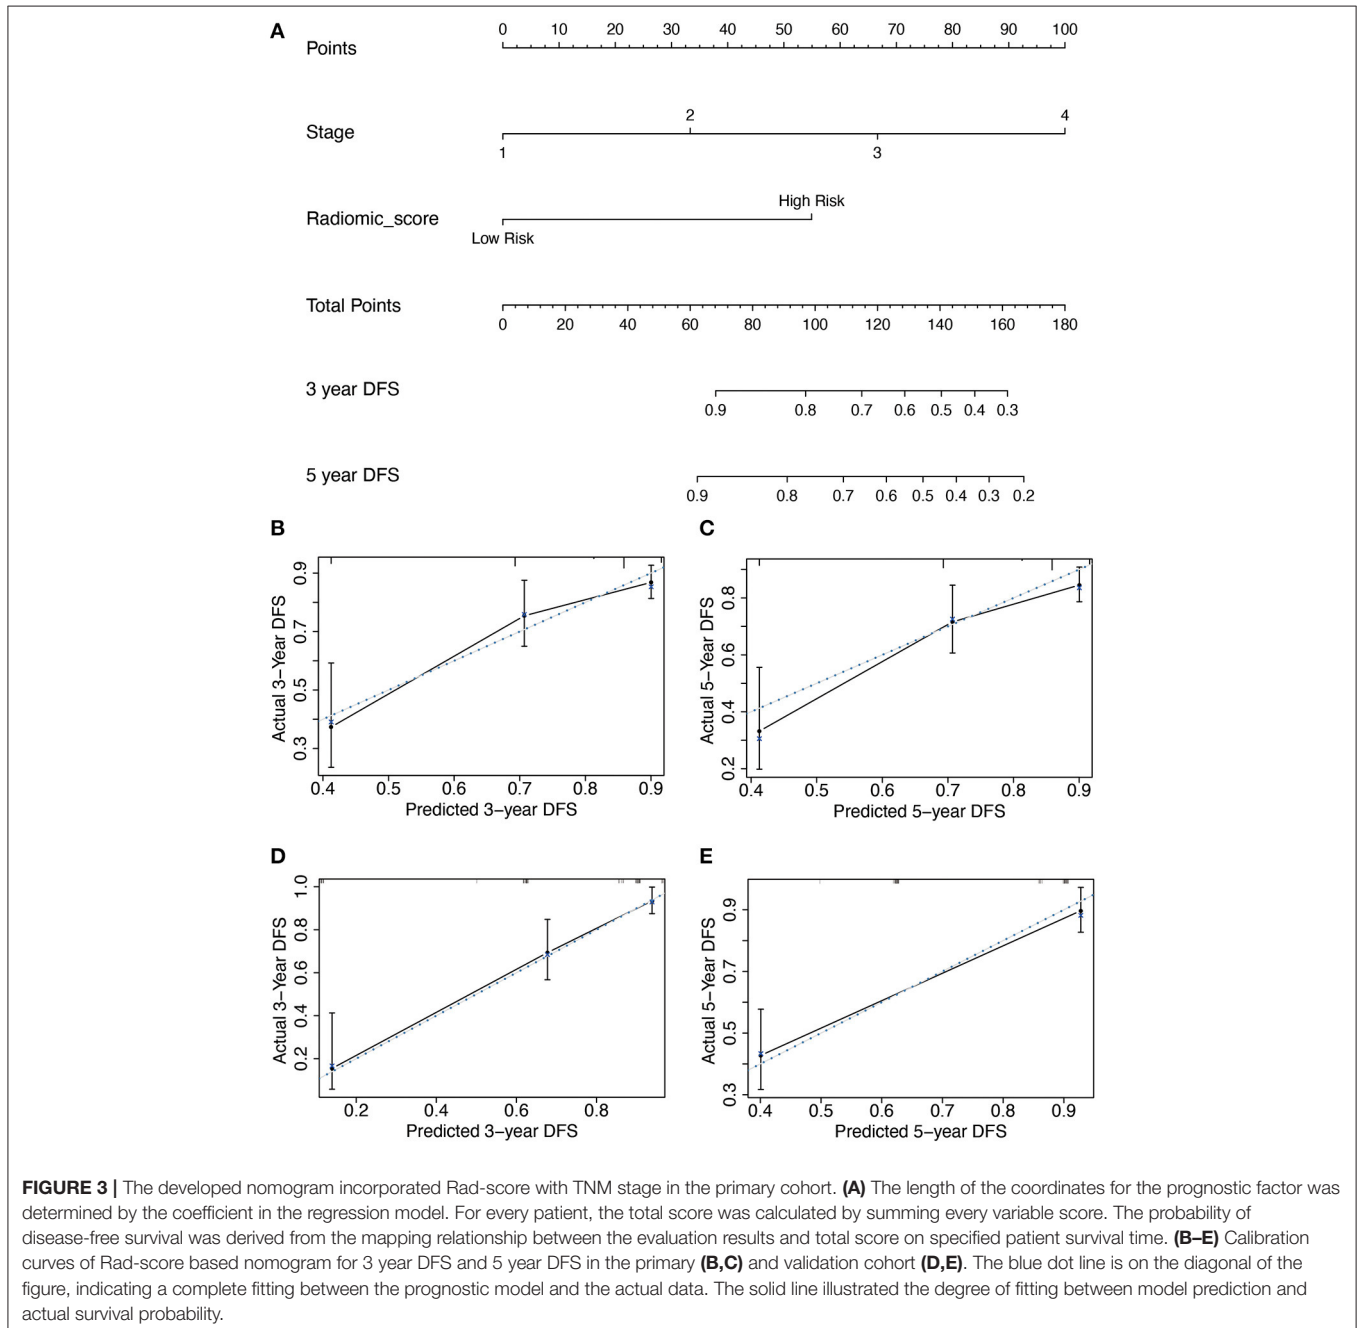 A
0 10 20 30 40 50 60 70 80 90 100
Points
2 4
Stage
1 3
High Risk
Radiomic_score
Low Risk
Total Points
0 20 40 60 80 100 120 140 160 180
3 year DFS
0.9 0.8 0.7 0.6 0.5 0.4 0.3
5 year DFS
0.9 0.8 0.7 0.6 0.5 0.4 0.3 0.2
B
Actual 3–Year DFS
0.3 0.5 0.7 0.9
0.4 0.5 0.6 0.7 0.8 0.9
Predicted 3–year DFS
C
Actual 5–Year DFS
0.2 0.4 0.6 0.8
0.4 0.5 0.6 0.7 0.8 0.9
Predicted 5–year DFS
D
Actual 3–Year DFS
0.2 0.4 0.6 0.8 1.0
0.2 0.4 0.6 0.8
Predicted 3–year DFS
E
Actual 5–Year DFS
0.3 0.5 0.7 0.9
0.4 0.5 0.6 0.7 0.8 0.9
Predicted 5–year DFS
FIGURE 3 | The developed nomogram incorporated Rad-score with TNM stage in the primary cohort. (A) The length of the coordinates for the prognostic factor was
determined by the coefficient in the regression model. For every patient, the total score was calculated by summing every variable score. The probability of
disease-free survival was derived from the mapping relationship between the evaluation results and total score on specified patient survival time. (B–E) Calibration
curves of Rad-score based nomogram for 3 year DFS and 5 year DFS in the primary (B,C) and validation cohort (D,E). The blue dot line is on the diagonal of the
figure, indicating a complete fitting between the prognostic model and the actual data. The solid line illustrated the degree of fitting between model prediction and
actual survival probability.